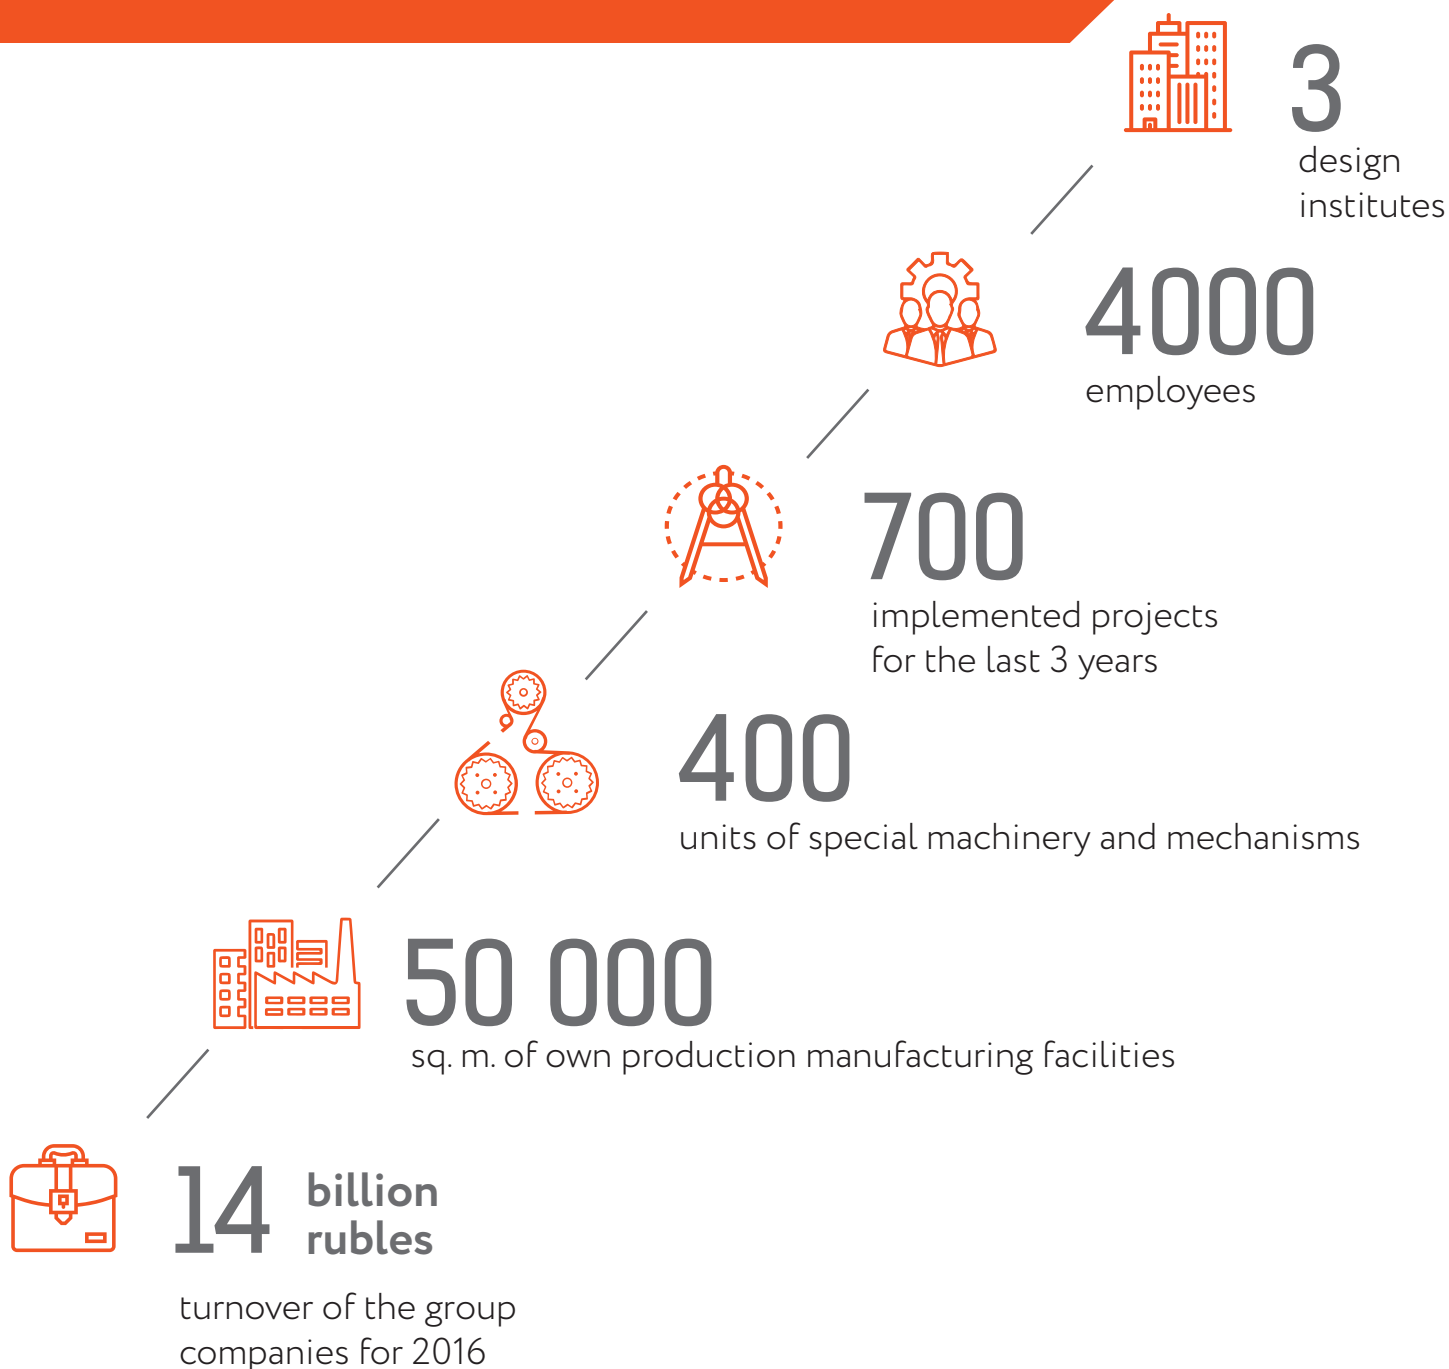 3
design
institutes
4000
employees
700
implemented projects
for the last 3 years
400
units of special machinery and mechanisms
50 000
sq. m. of own production manufacturing facilities
14 billion
rubles
turnover of the group
companies for 2016